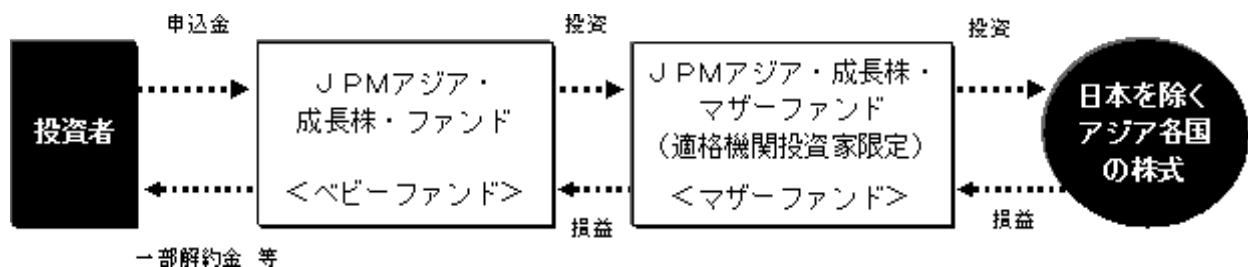 申込金
投資
投資
投資者
JPMアジア・
成長株・ファンド
<ベビーファンド>
JPMアジア・成長株・
マザーファンド
(適格機関投資家限定)
<マザーファンド>
日本を除く
アジア各国
の株式
損益
損益
一部解約金 等